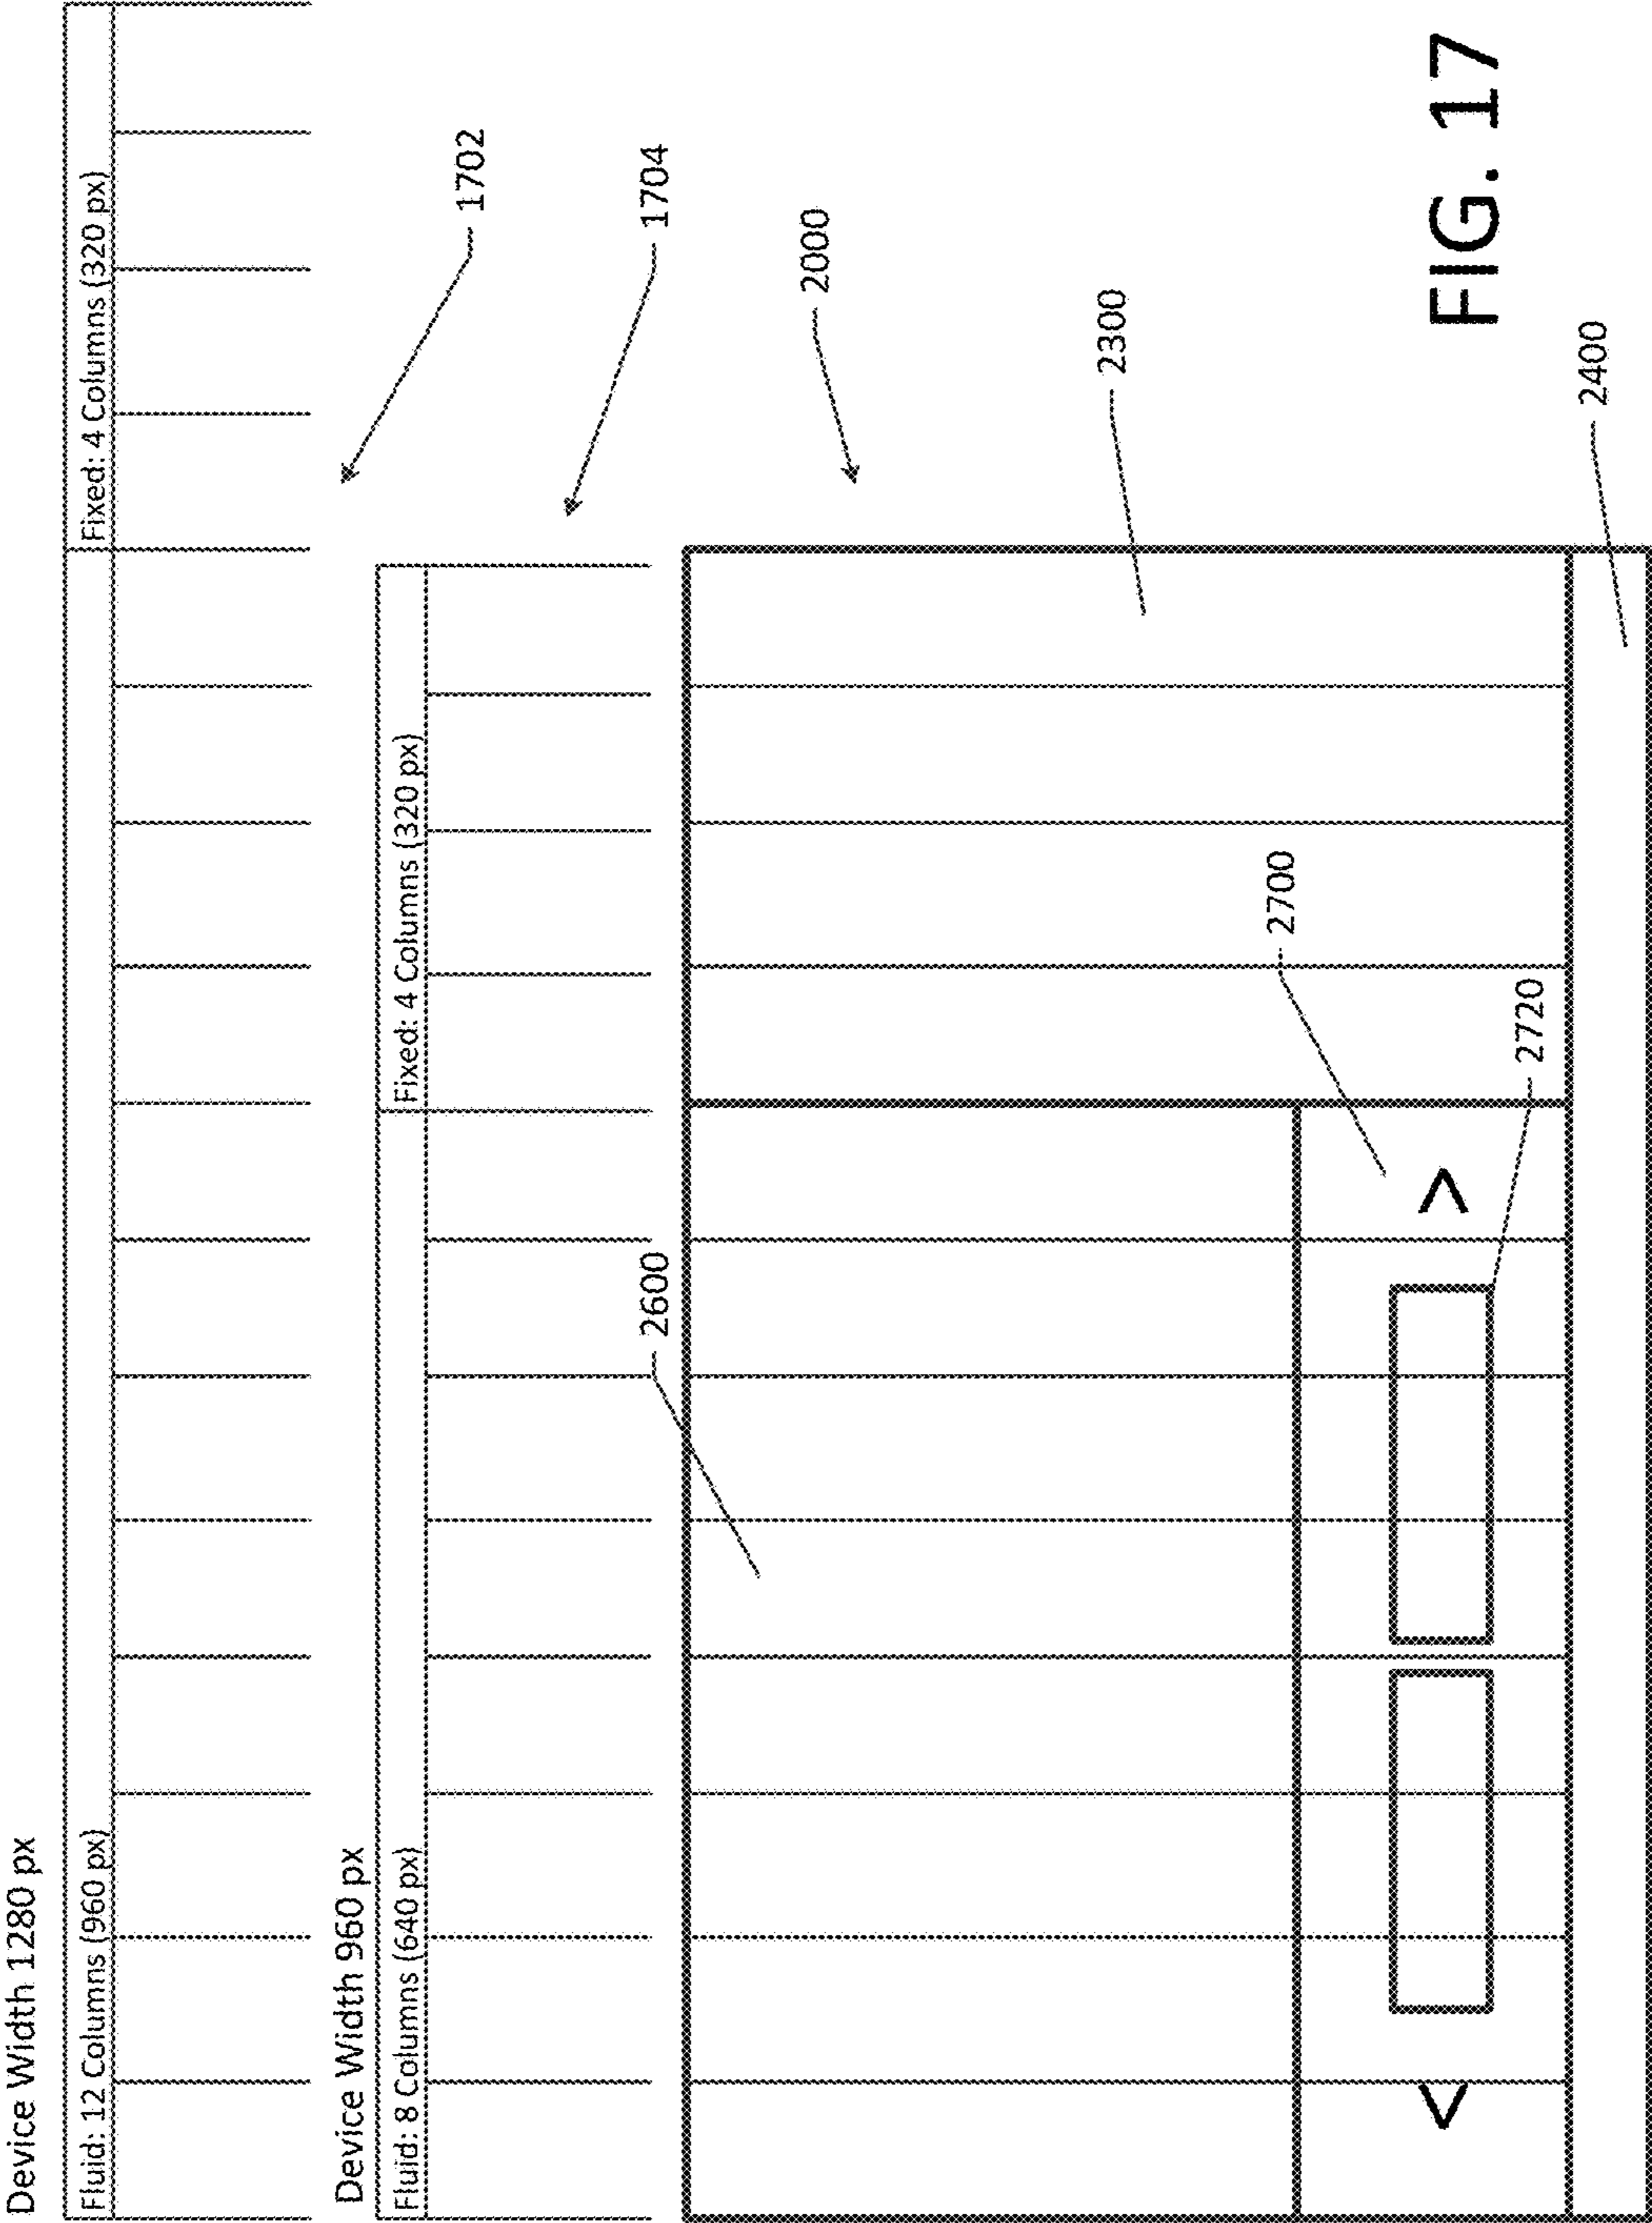 Device Width 1280 px
Fluid: 12 Columns (960 px)
Fixed: 4 Columns (320 px)
1702
Device Width 960 px
Fluid: 8 Columns (640 px)
Fixed: 4 Columns (320 px)
1704
2600
2000
2300
2700
< >
2720
2400
FIG. 17